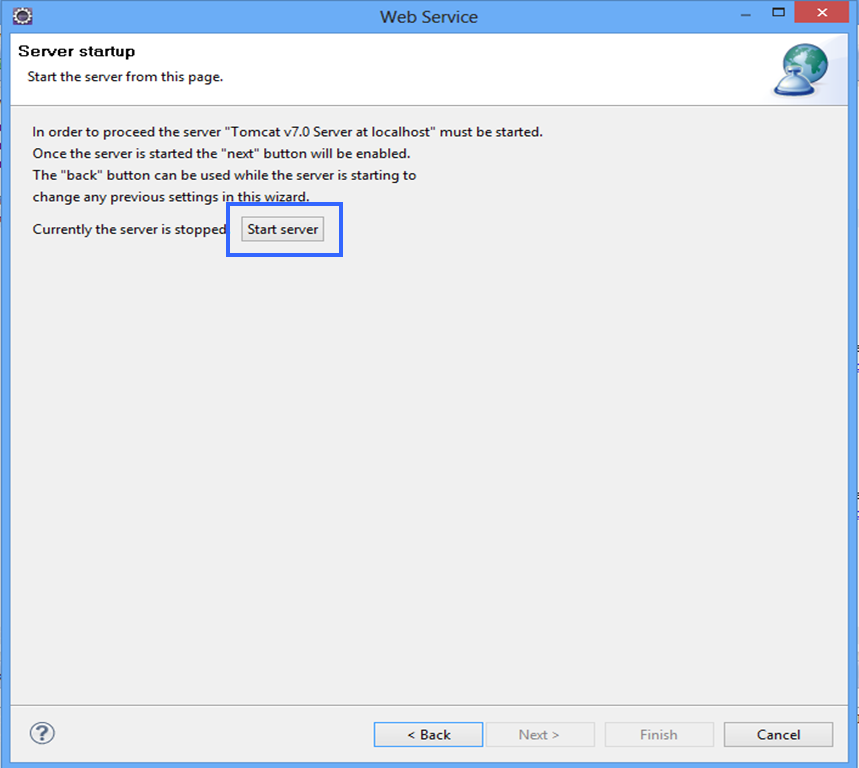 Web Service
Server startup
Start the server from this page.
In order to proceed the server "Tomcat v7.0 Server at localhost" must be started.
Once the server is started the "next" button will be enabled.
The "back" button can be used while the server is starting to
change any previous settings in this wizard.
Currently the server is stopped Start server
?
< Back Next > Finish Cancel